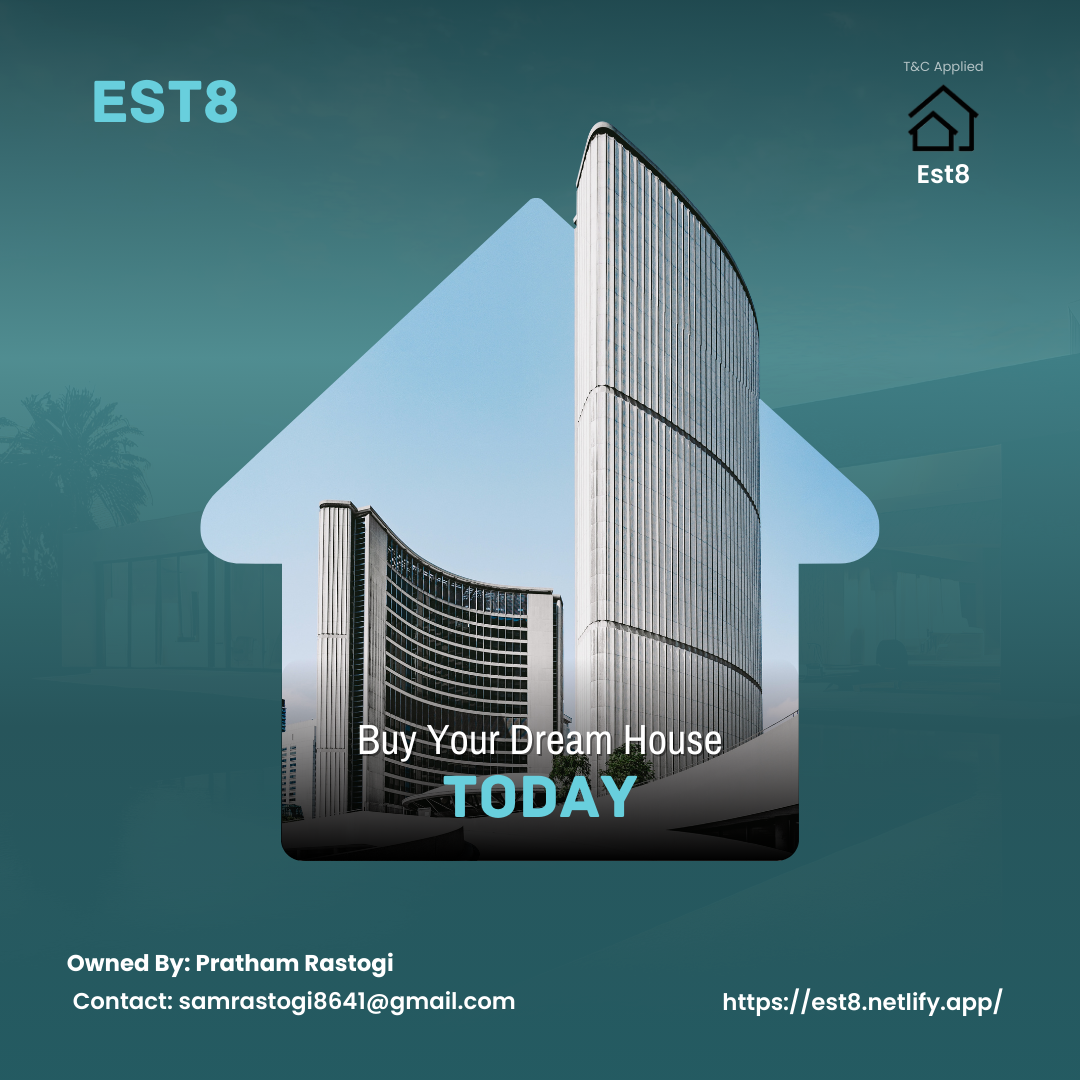 EST8
T&C Applied
Est8
Buy Your Dream House
TODAY
Owned By: Pratham Rastogi
Contact: samrastogi8641@gmail.com
https://est8.netlify.app/